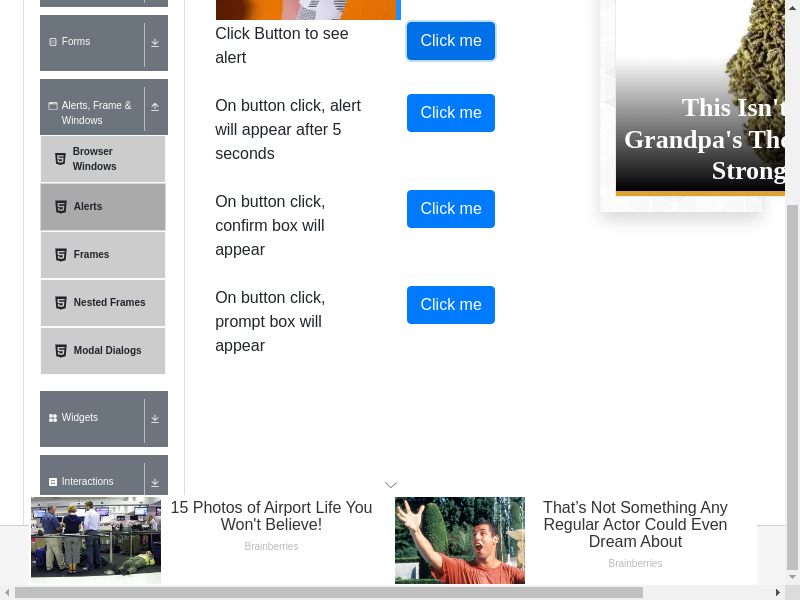 Forms
Alerts, Frame &
Windows
Browser
Windows
Alerts
Frames
Nested Frames
Modal Dialogs
Widgets
Interactions
Click Button to see
alert
Click me
On button click, alert
will appear after 5
seconds
Click me
On button click,
confirm box will
appear
Click me
On button click,
prompt box will
appear
Click me
This Isn't
Grandpa's
Strong
15 Photos of Airport Life You
Won't Believe!
Brainberries
That’s Not Something Any
Regular Actor Could Even
Dream About
Brainberries